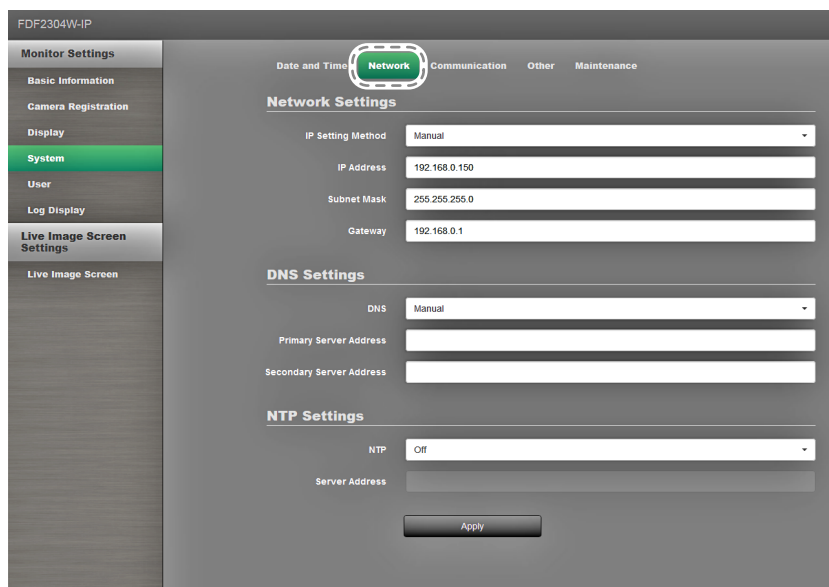 FDF2304W-IP
Monitor Settings
Basic Information
Camera Registration
Display
System
User
Log Display
Live Image Screen
Settings
Live Image Screen
Date and Time Network Communication Other Maintenance
Network Settings
IP Setting Method Manual
IP Address 192.168.0.150
Subnet Mask 255.255.255.0
Gateway 192.168.0.1
DNS Settings
DNS Manual
Primary Server Address
Secondary Server Address
NTP Settings
NTP Off
Server Address
Apply